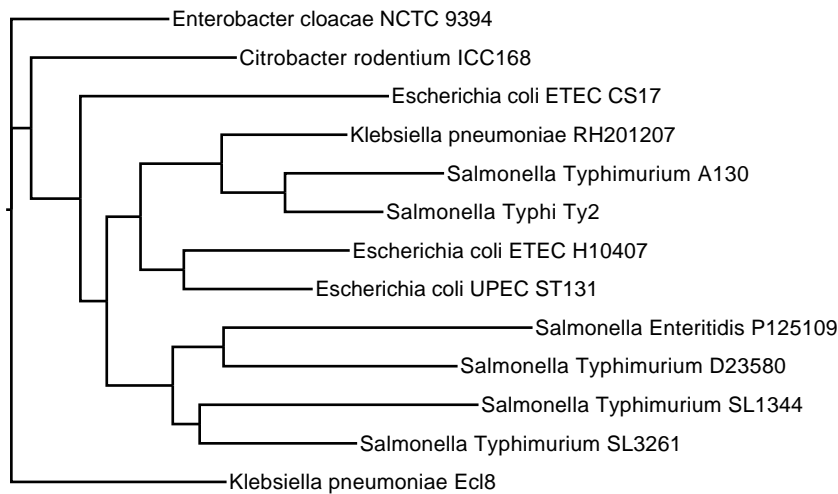 Enterobacter cloacae NCTC 9394
Citrobacter rodentium ICC168
Escherichia coli ETEC CS17
Klebsiella pneumoniae RH201207
Salmonella Typhimurium A130
Salmonella Typhi Ty2
Escherichia coli ETEC H10407
Escherichia coli UPEC ST131
Salmonella Enteritidis P125109
Salmonella Typhimurium D23580
Salmonella Typhimurium SL1344
Salmonella Typhimurium SL3261
Klebsiella pneumoniae Ecl8